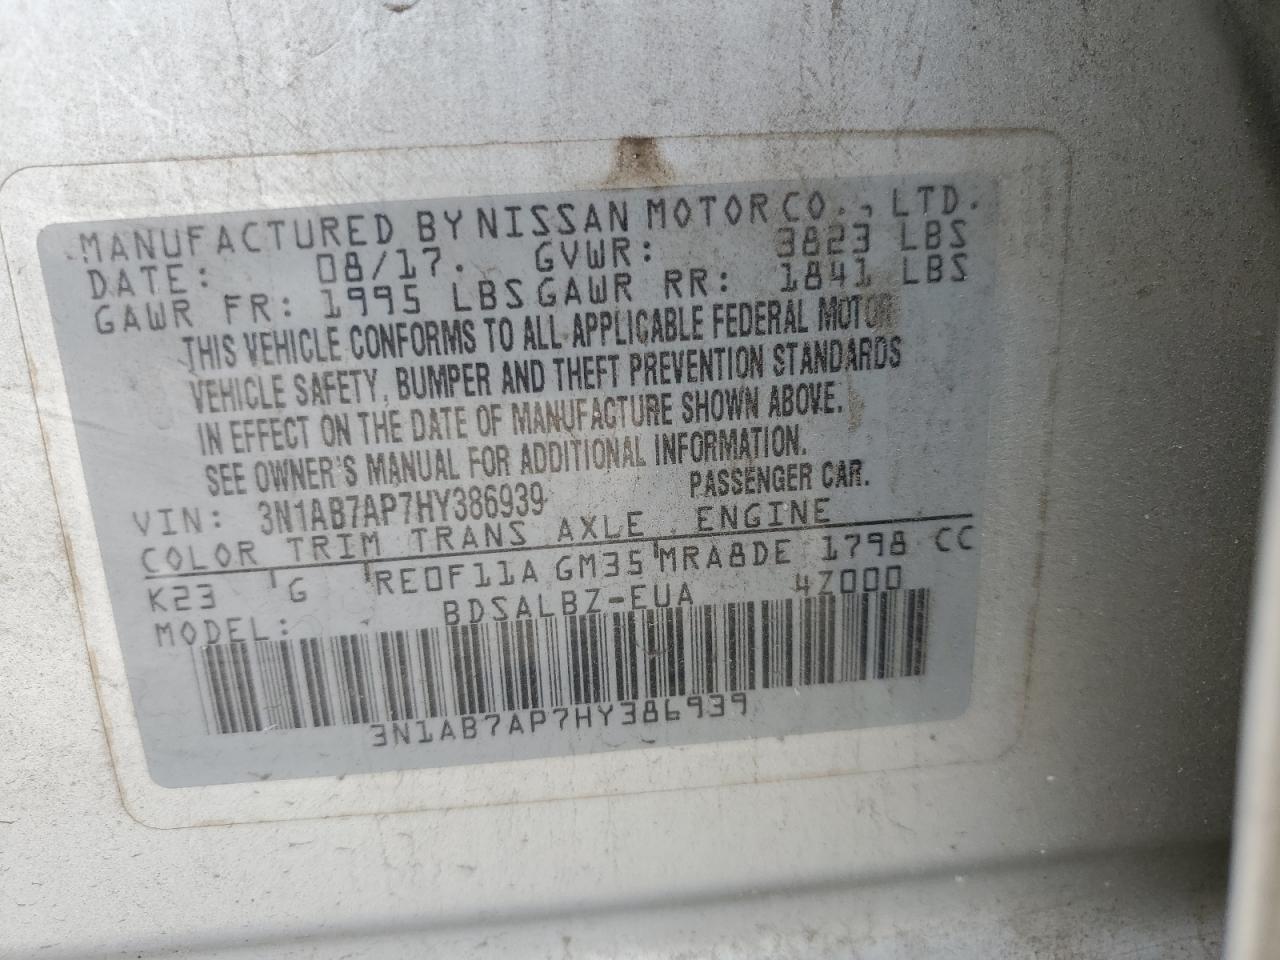 MANUFACTURED BY NISSAN MOTOR CO., LTD.
DATE: 08/17. GVWR: 3823 LBS
GAWR FR: 1995 LBS GAWR RR: 1841 LBS
THIS VEHICLE CONFORMS TO ALL APPLICABLE FEDERAL MOTOR
VEHICLE SAFETY, BUMPER AND THEFT PREVENTION STANDARDS
IN EFFECT ON THE DATE OF MANUFACTURE SHOWN ABOVE.
SEE OWNER'S MANUAL FOR ADDITIONAL INFORMATION.
VIN: 3N1AB7AP7HY386939 PASSENGER CAR.
COLOR TRIM TRANS AXLE ENGINE
K23 G RE0F11A GM35 MRA8DE 1798 CC
MODEL: BDSALBZ-EUA 4Z000
3N1AB7AP7HY386939